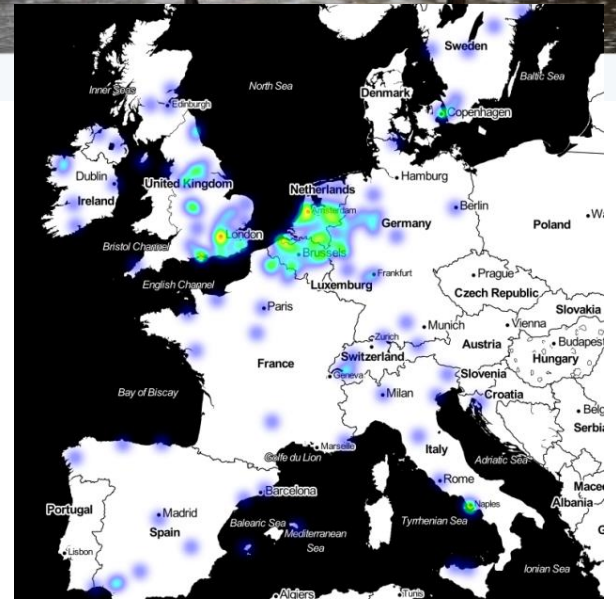 Sweden
Inner Seas
North Sea
Baltic Sea
Denmark
Edinburgh
Copenhagen
Dublin
United Kingdom
Netherlands
Hamburg
Ireland
Amsterdam
Berlin
London
Germany
Poland
Bristol Channel
Brussels
English Channel
Luxemburg
Frankfurt
Prague
Czech Republic
Paris
Slovakia
Munich
Vienna
Zurich
Austria
Budapest
France
Switzerland
Hungary
Geneva
Slovenia
Bay of Biscay
Milan
Croatia
Belg
Serbia
Marseille
Italy
Golfe du Lion
Adriatic Sea
Rome
Barcelona
Mace
Portugal
Naples
Albania
Madrid
Balearic Sea
Tyrrhenian Sea
Spain
Mediterranean
Sea
G
Lisbon
Ionian Sea
Algiers
Tunis